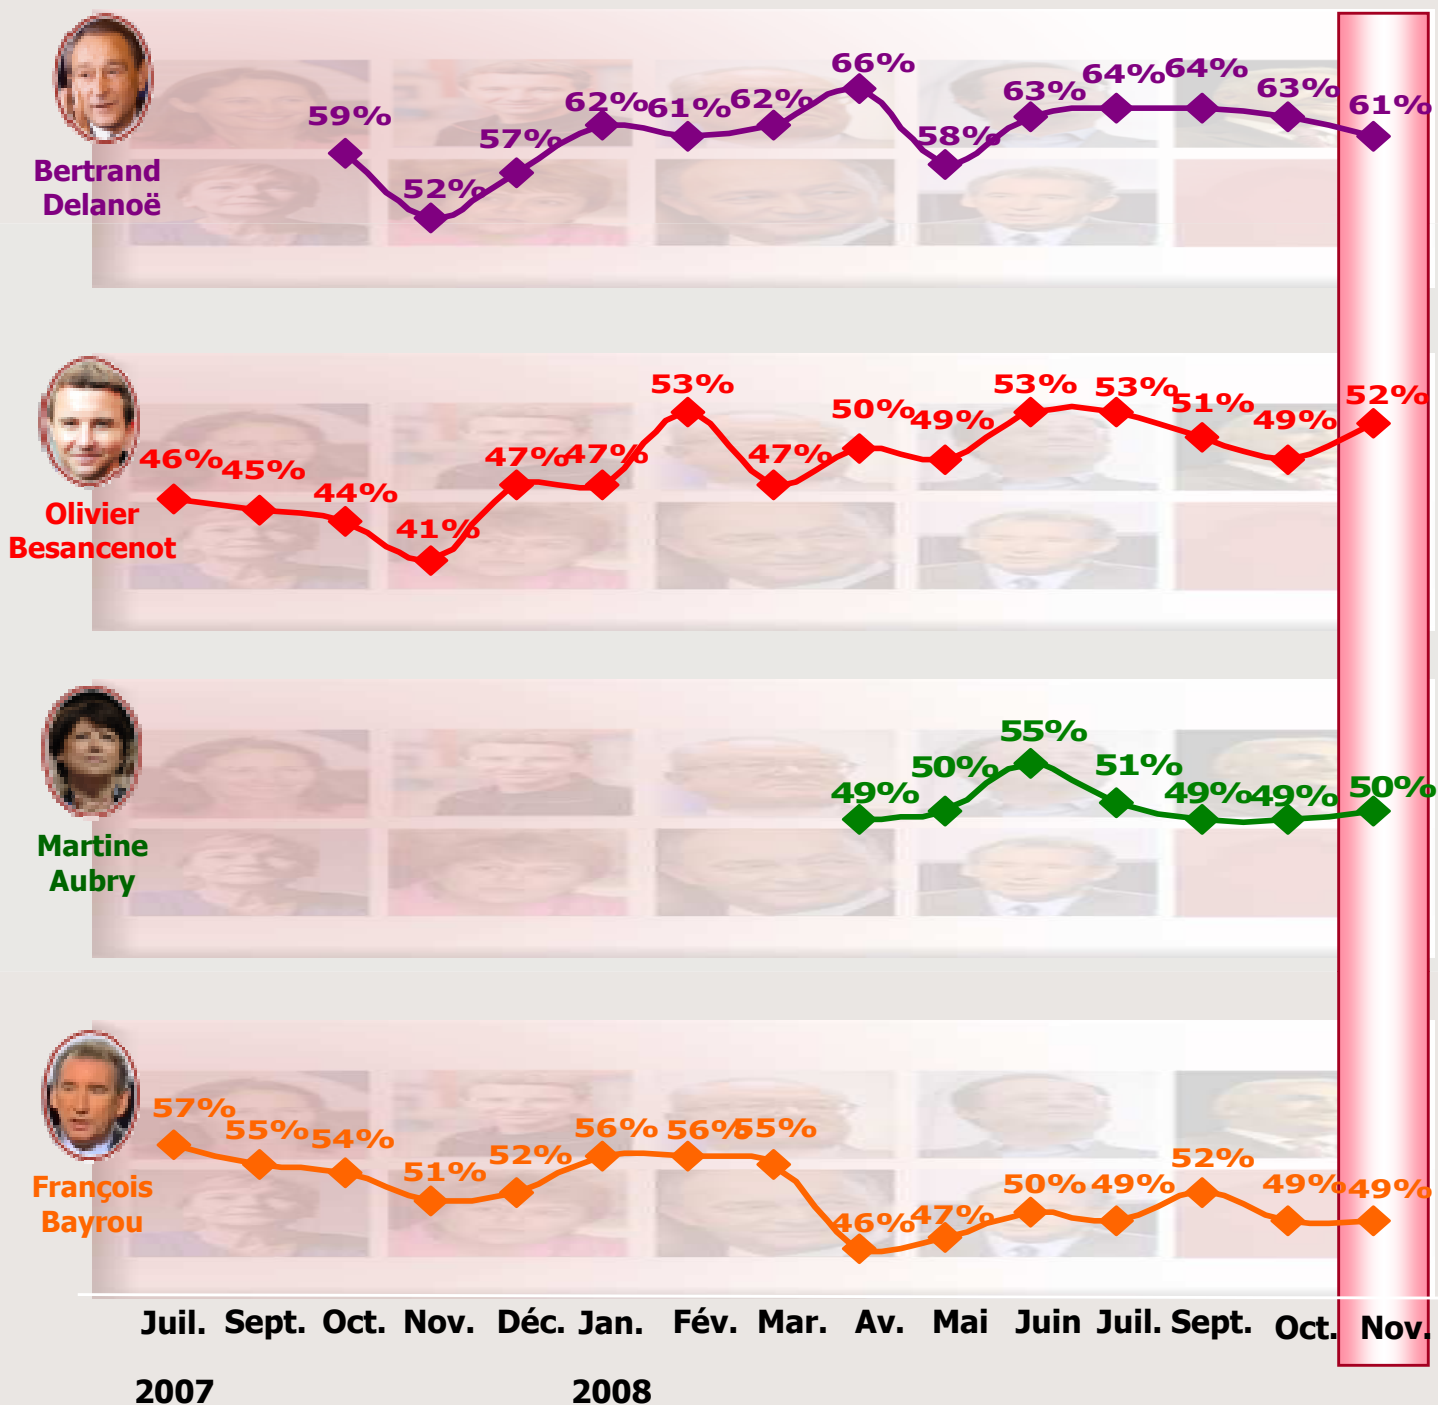 66%
64% 64%
63% 63%
62% 61% 62% 61%
59%
58%
57%
52%
Bertrand
Delanoë
53% 53% 53% 52%
50% 49% 51% 49%
46% 45% 47% 47% 47%
44%
41%
Olivier
Besancenot
55%
50% 51% 50%
49% 49% 49%
Martine
Aubry
57% 55% 54% 56% 56% 55%
51% 52% 52%
50% 49% 49% 49%
46% 47%
François
Bayrou
Juil. Sept. Oct. Nov. Déc. Jan. Fév. Mar. Av. Mai Juin Juil. Sept. Oct. Nov.
2007 2008